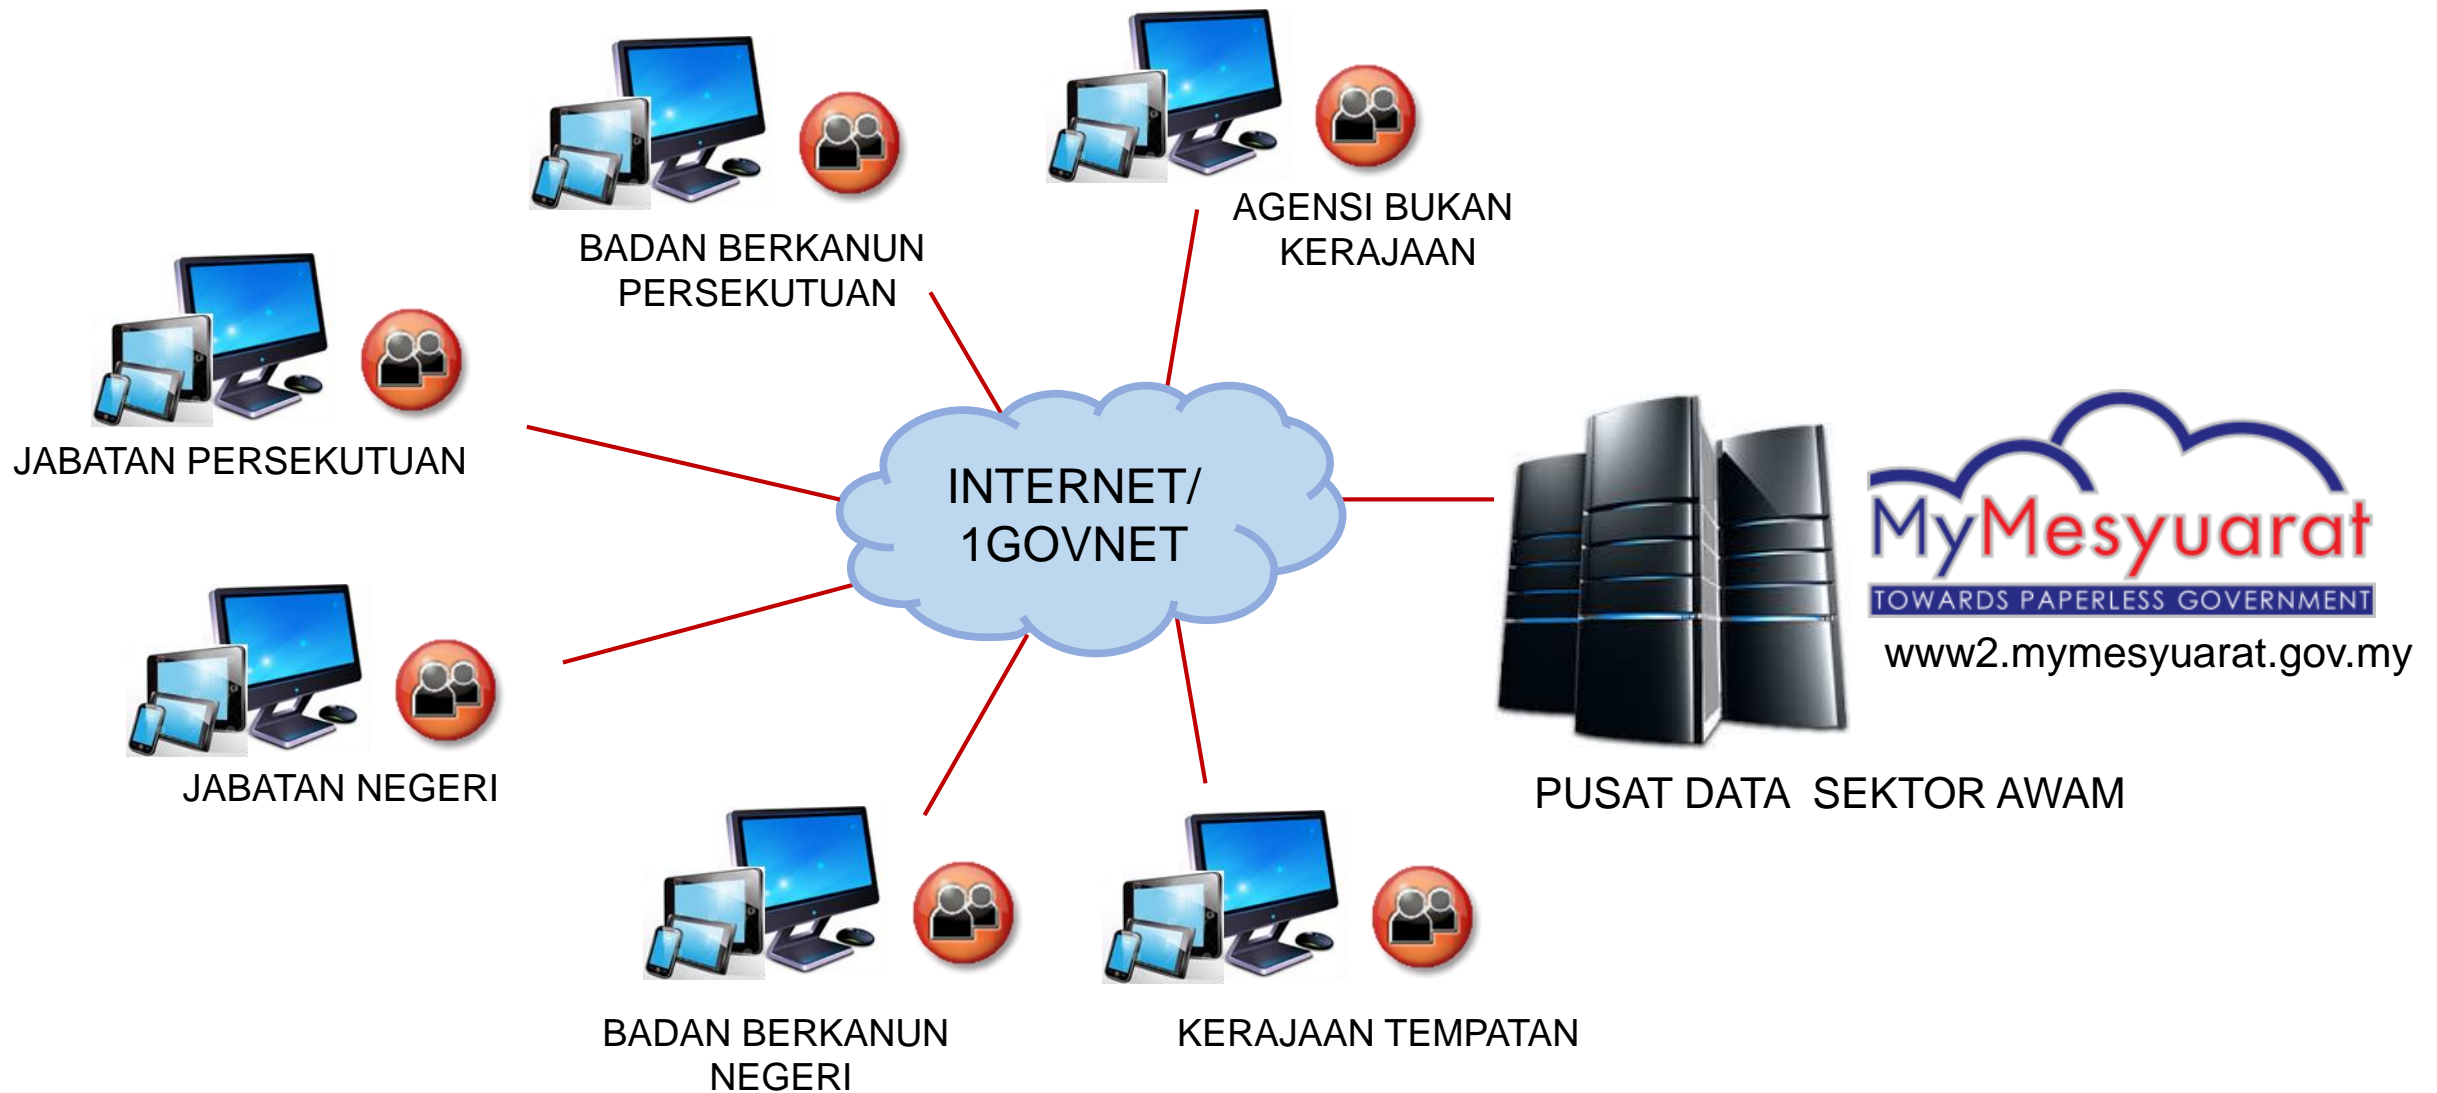 AGENSI BUKAN
KERAJAAN
BADAN BERKANUN
PERSEKUTUAN
JABATAN PERSEKUTUAN
INTERNET/
1GOVNET
MyMesyuarat
TOWARDS PAPERLESS GOVERNMENT
www2.mymesyuarat.gov.my
JABATAN NEGERI
PUSAT DATA SEKTOR AWAM
BADAN BERKANUN
NEGERI
KERAJAAN TEMPATAN